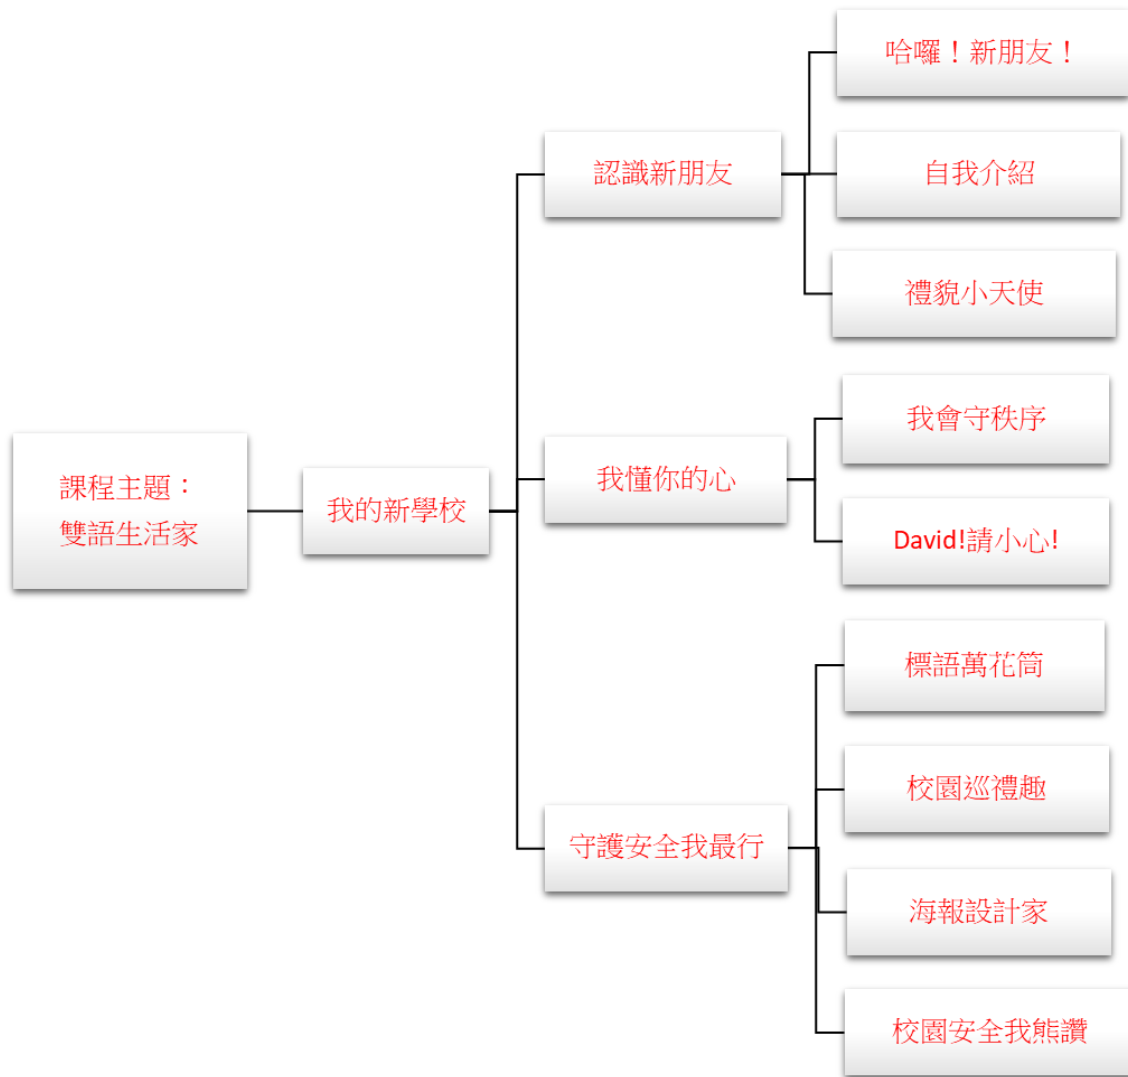 課程主題：
雙語生活家
我的新學校
認識新朋友
哈囉！新朋友！
自我介紹
禮貌小天使
我懂你的心
我會守秩序
David!請小心!
守護安全我最行
標語萬花筒
校園巡禮趣
海報設計家
校園安全我熊讚